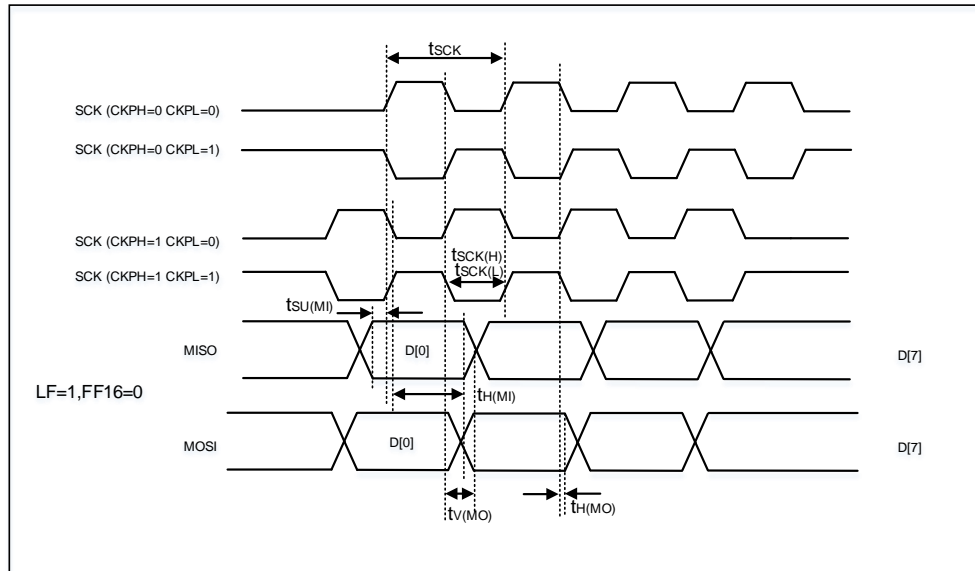 tSCK
SCK (CKPH=0 CKPL=0)
SCK (CKPH=0 CKPL=1)
SCK (CKPH=1 CKPL=0)
tSCK(H)
SCK (CKPH=1 CKPL=1)
tSCK(L)
tSU(MI)
MISO
D[0]
D[7]
LF=1,FF16=0
tH(MI)
MOSI
D[0]
D[7]
tV(MO)
tH(MO)